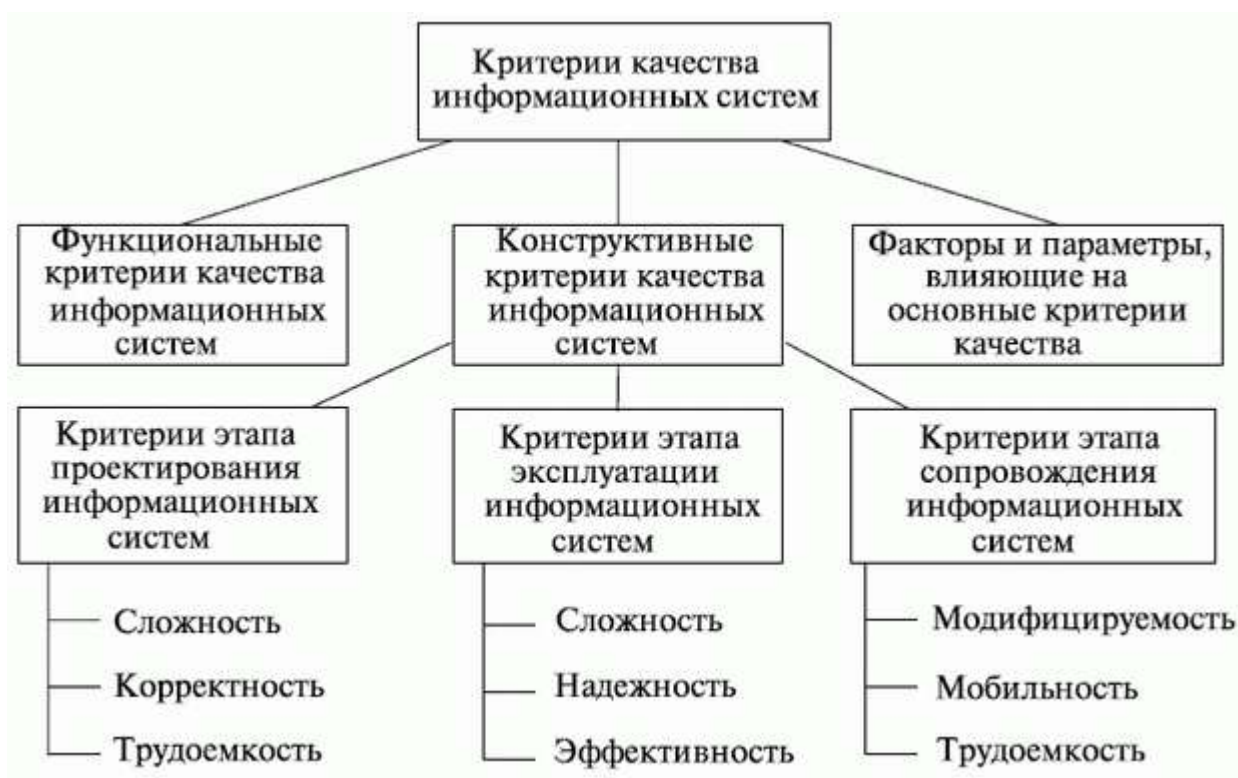 Критерии качества
информационных систем
Функциональные
критерии качества
информационных
систем
Конструктивные
критерии качества
информационных
систем
Факторы и параметры,
влияющие на
основные критерии
качества
Критерии этапа
проектирования
информационных
систем
Критерии этапа
эксплуатации
информационных
систем
Критерии этапа
сопровождения
информационных
систем
Сложность
Корректность
Трудоемкость
Сложность
Надежность
Эффективность
Модифицируемость
Мобильность
Трудоемкость